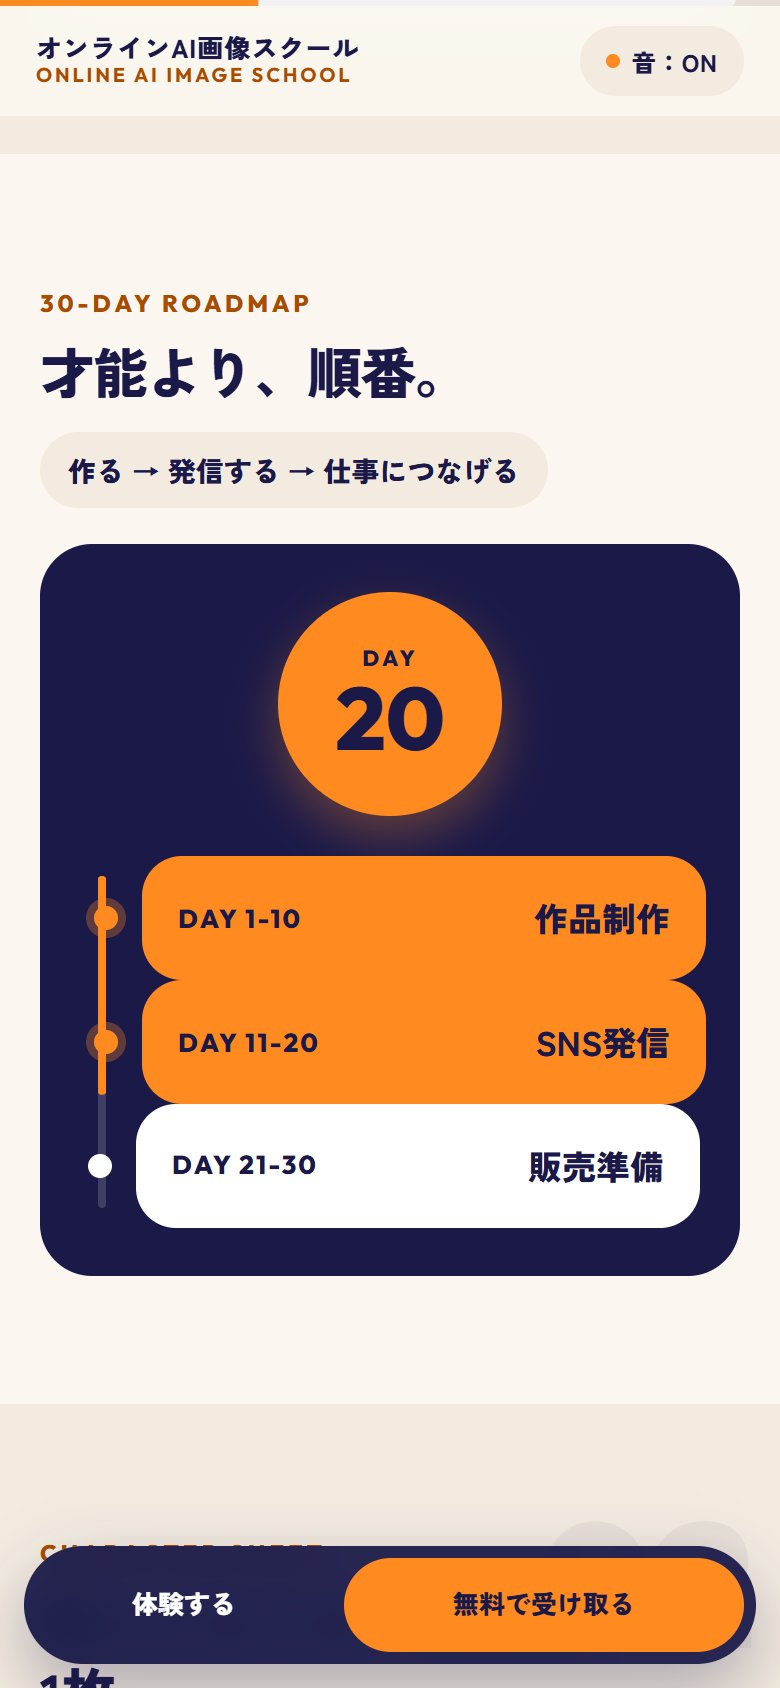 オンラインAI画像スクール
ONLINE AI IMAGE SCHOOL
音：ON
30-DAY ROADMAP
才能より、順番。
作る → 発信する → 仕事につなげる
DAY
20
DAY 1-10
作品制作
DAY 11-20
SNS発信
DAY 21-30
販売準備
体験する
無料で受け取る
1枚